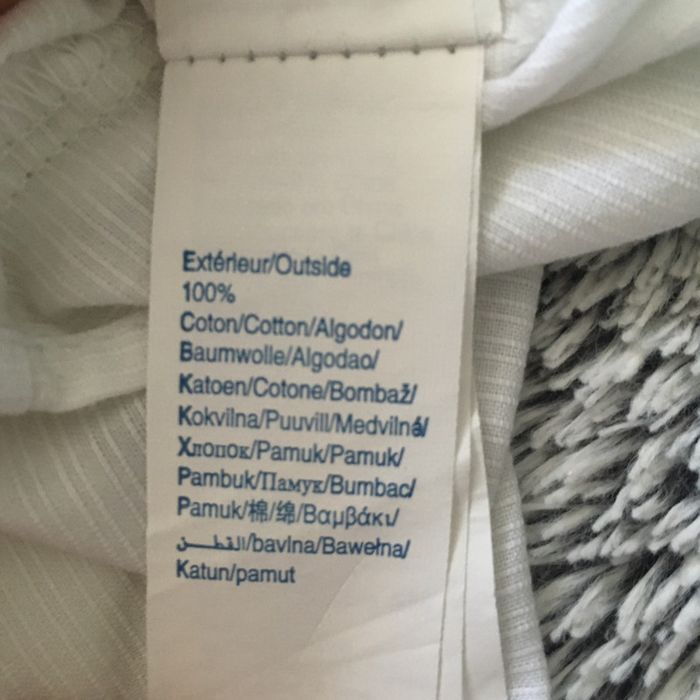 Extérieur/Outside
100%
Coton/Cotton/Algodon/
Baumwolle/Algodao/
Katoen/Cotone/Bombaž/
Kokvilna/Puuvill/Medvilná/
Хлопок/Pamuk/Pamuk/
Pambuk/Памук/Bumbac/
Pamuk/棉/绵/Βαμβάκι/
القطن/bavlna/Bawełna/
Katun/pamut